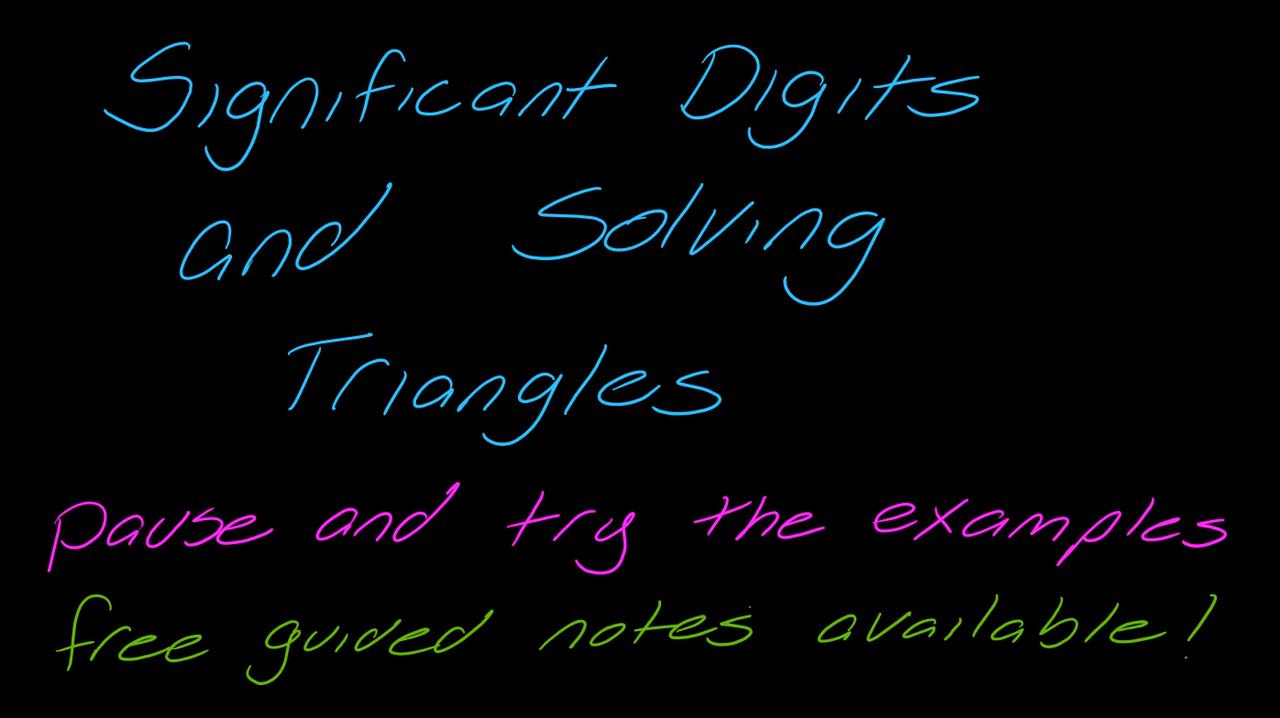 Significant Digits
and Solving
Triangles
pause and try the examples
free guided notes available!